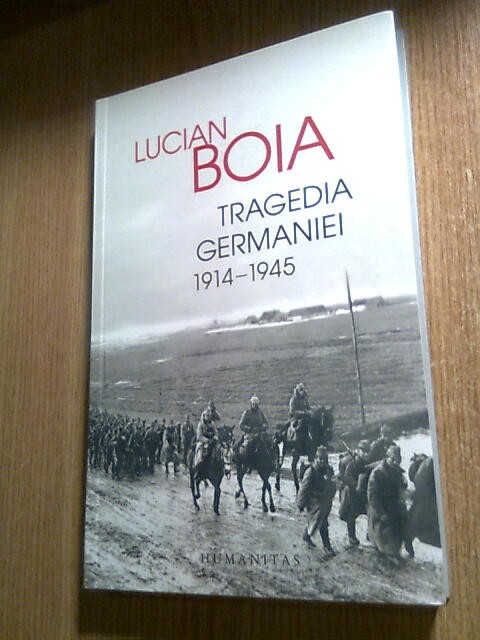 LUCIAN
BOIA
TRAGEDIA
GERMANIEI
1914–1945
HUMANITAS